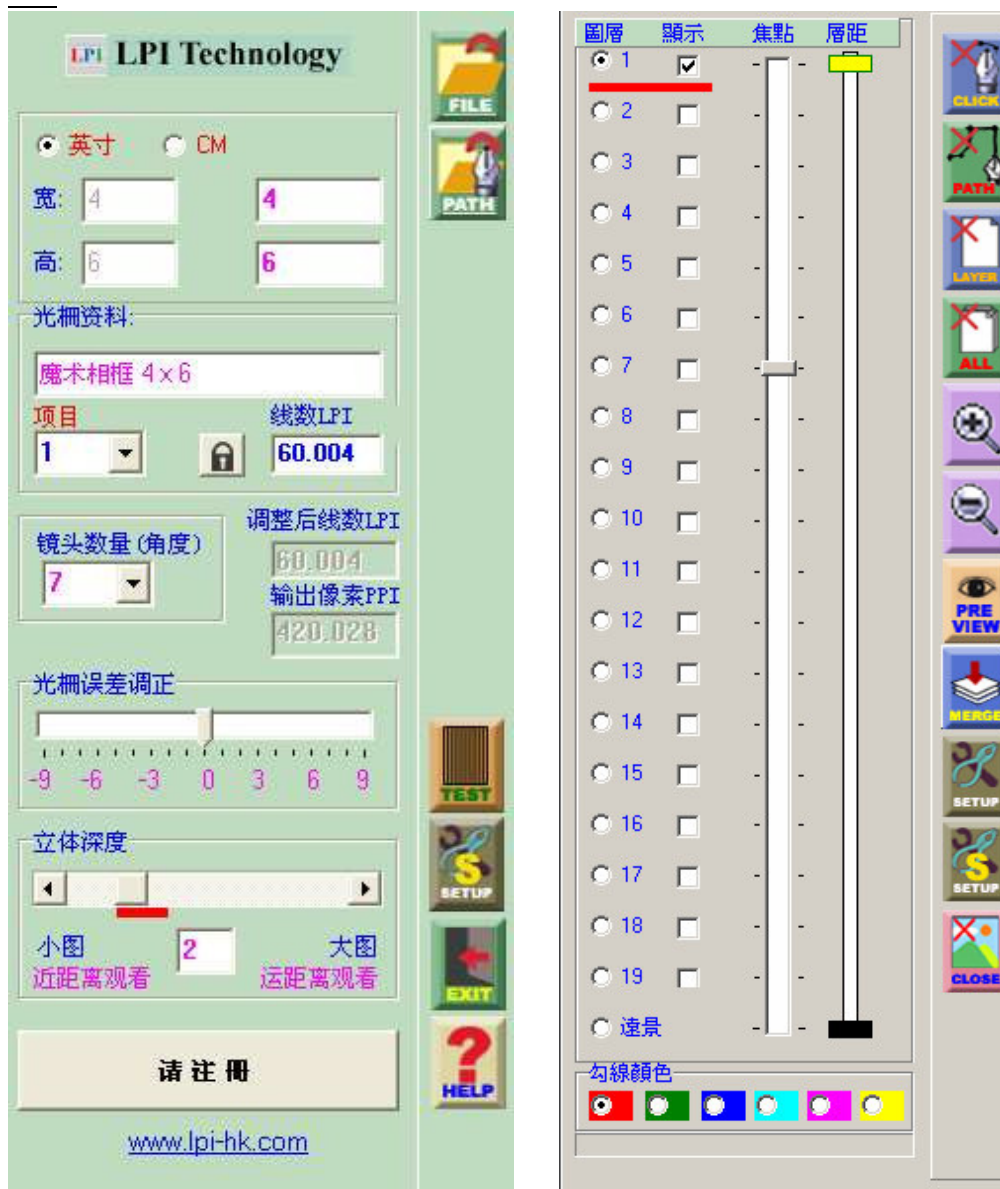 LPI LPI Technology
FILE
英寸 CM
宽: 4 4
PATH
高: 6 6
光栅资料:
魔术相框 4×6
项目 线数LPI
1 60.004
镜头数量(角度) 调整后线数LPI
7 60.004
输出像素PPI
420.028
光栅误差调正
-9 -6 -3 0 3 6 9
TEST
立体深度
SETUP
小图 2 大图
近距离观看 运距离观看
EXIT
请注册
HELP
www.lpi-hk.com
圖層 顯示 焦點 層距
1
2
3
4
5
6
7
8
9
10
11
12
13
14
15
16
17
18
19
遠景
勾線顏色
CLICK
PATH
LAYER
ALL
PRE
VIEW
MERGE
SETUP
S
SETUP
CLOSE